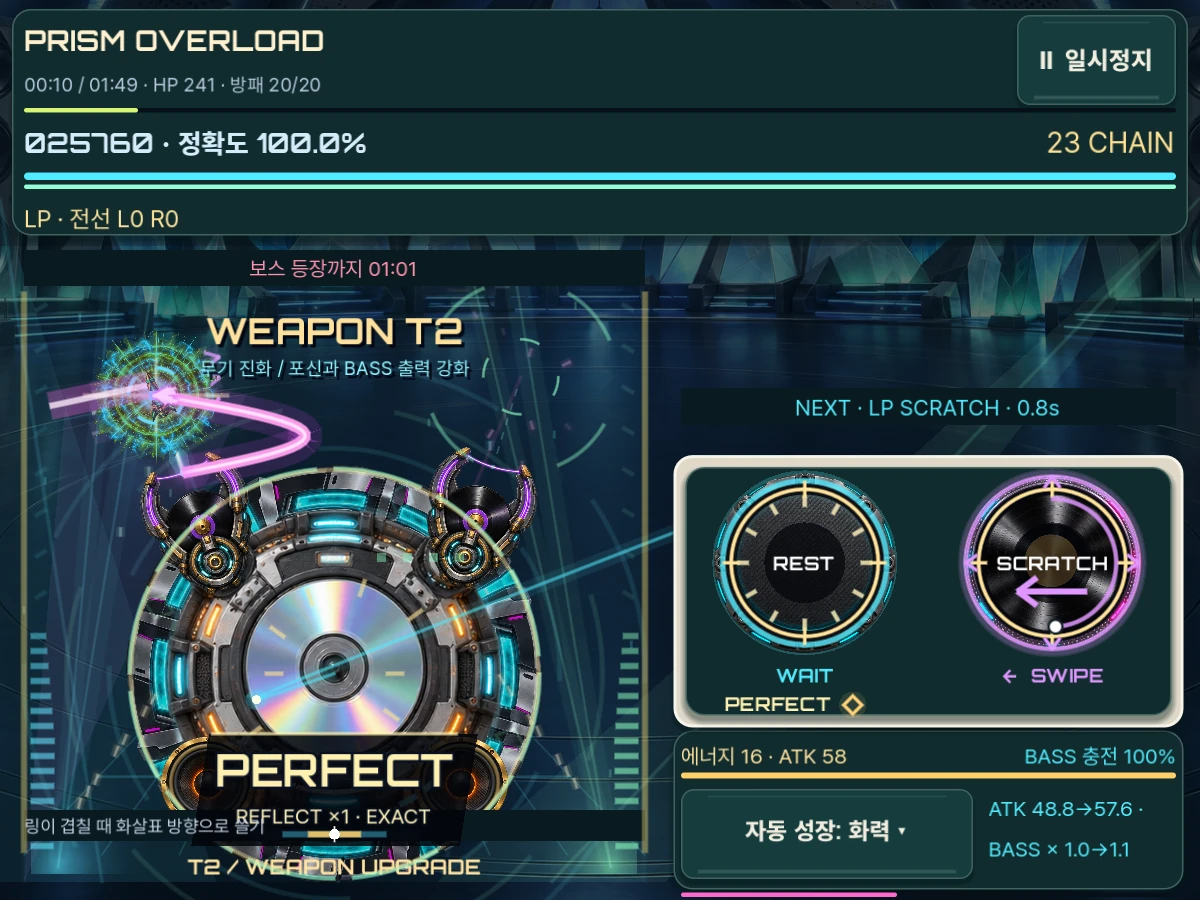 PRISM OVERLOAD
00:10 / 01:49 · HP 241 · 방패 20/20
II 일시정지
025760 · 정확도 100.0%
23 CHAIN
LP · 전선 L0 R0
보스 등장까지 01:01
WEAPON T2
무기 진화 / 포신과 BASS 출력 강화
NEXT · LP SCRATCH · 0.8s
REST
SCRATCH
WAIT
← SWIPE
PERFECT
PERFECT
REFLECT ×1 · EXACT
링이 겹칠 때 화살표 방향으로 쓸기
T2 / WEAPON UPGRADE
에너지 16 · ATK 58
BASS 충전 100%
자동 성장: 화력 ▾
ATK 48.8→57.6 ·
BASS × 1.0→1.1